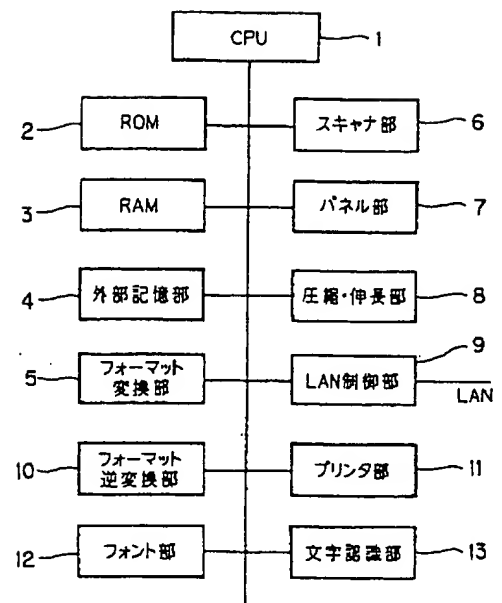 CPU
1
2
ROM
スキャナ部
6
3
RAM
パネル部
7
4
外部記憶部
圧縮・伸長部
8
5
フォーマット
変換部
LAN制御部
9
LAN
10
フォーマット
逆変換部
プリンタ部
11
12
フォント部
文字認識部
13